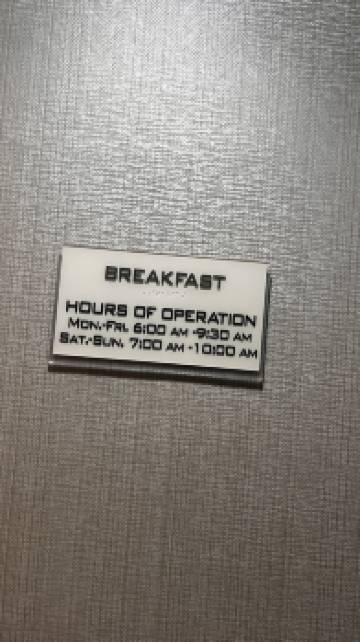 BREAKFAST
HOURS OF OPERATION
MON.-FRI. 6:00 AM -9:30 AM
SAT.-SUN. 7:00 AM -10:00 AM